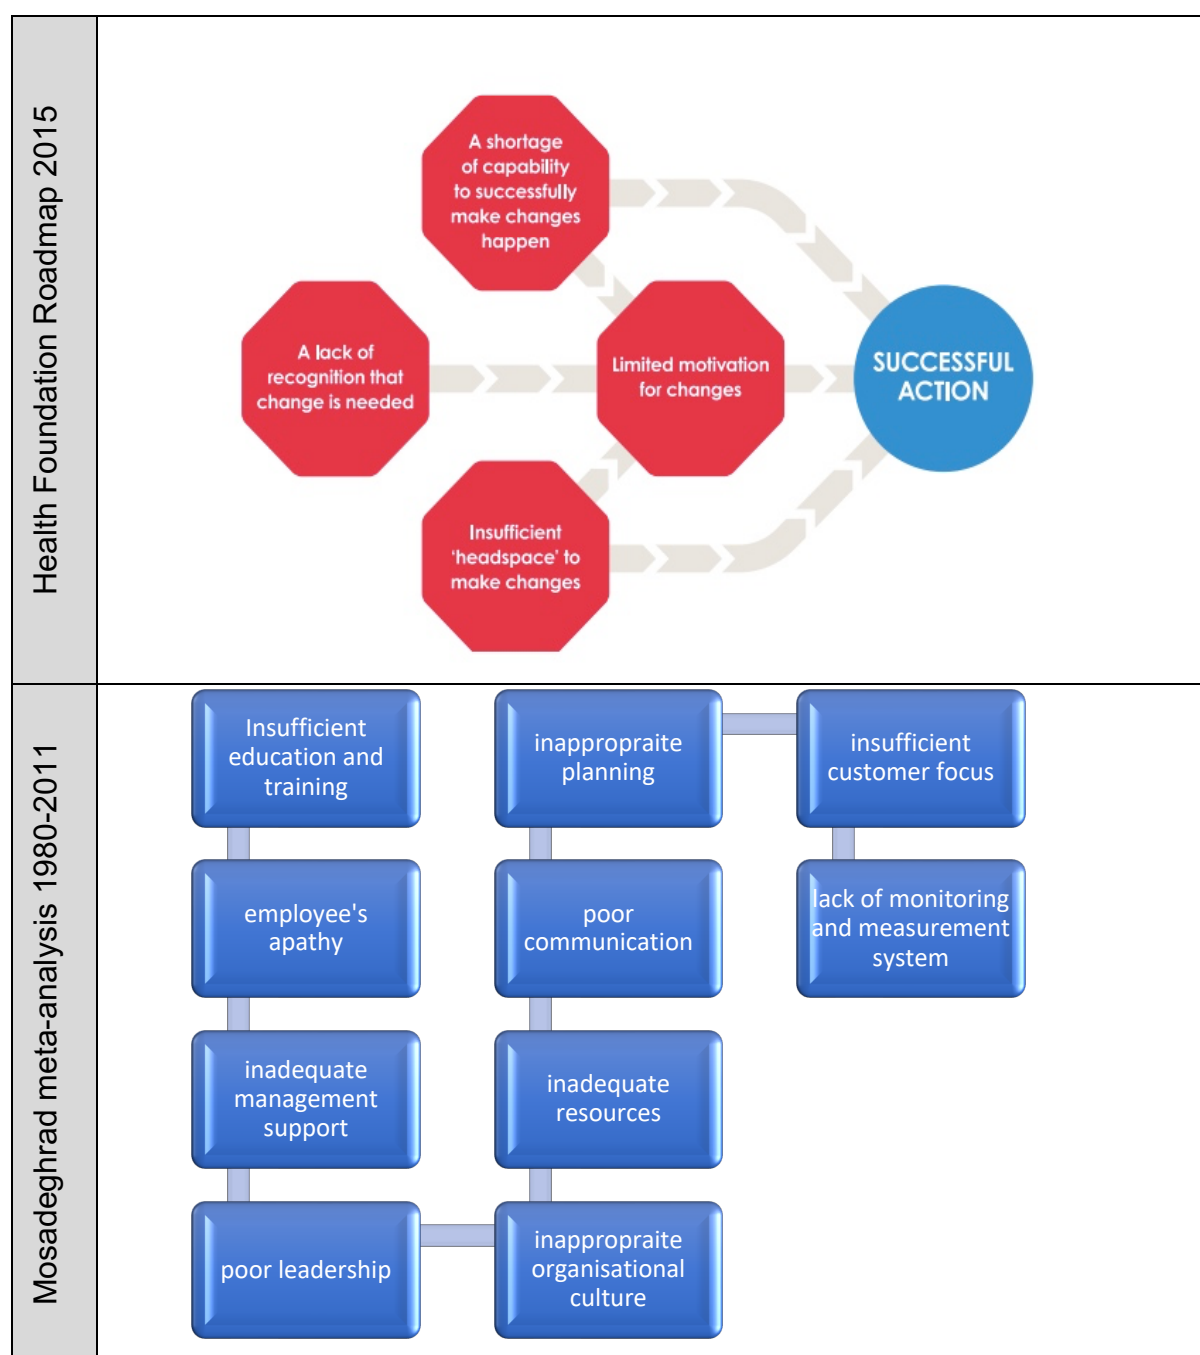 Health Foundation Roadmap 2015
A shortage
of capability
to successfully
make changes
happen
A lack of
recognition that
change is needed
Limited motivation
for changes
SUCCESSFUL
ACTION
Insufficient
'headspace' to
make changes
Mosadeghrad meta-analysis 1980-2011
Insufficient
education and
training
employee's
apathy
inadequate
management
support
poor leadership
inappropraite
organisational
culture
inadequate
resources
poor
communication
inappropraite
planning
insufficient
customer focus
lack of monitoring
and measurement
system